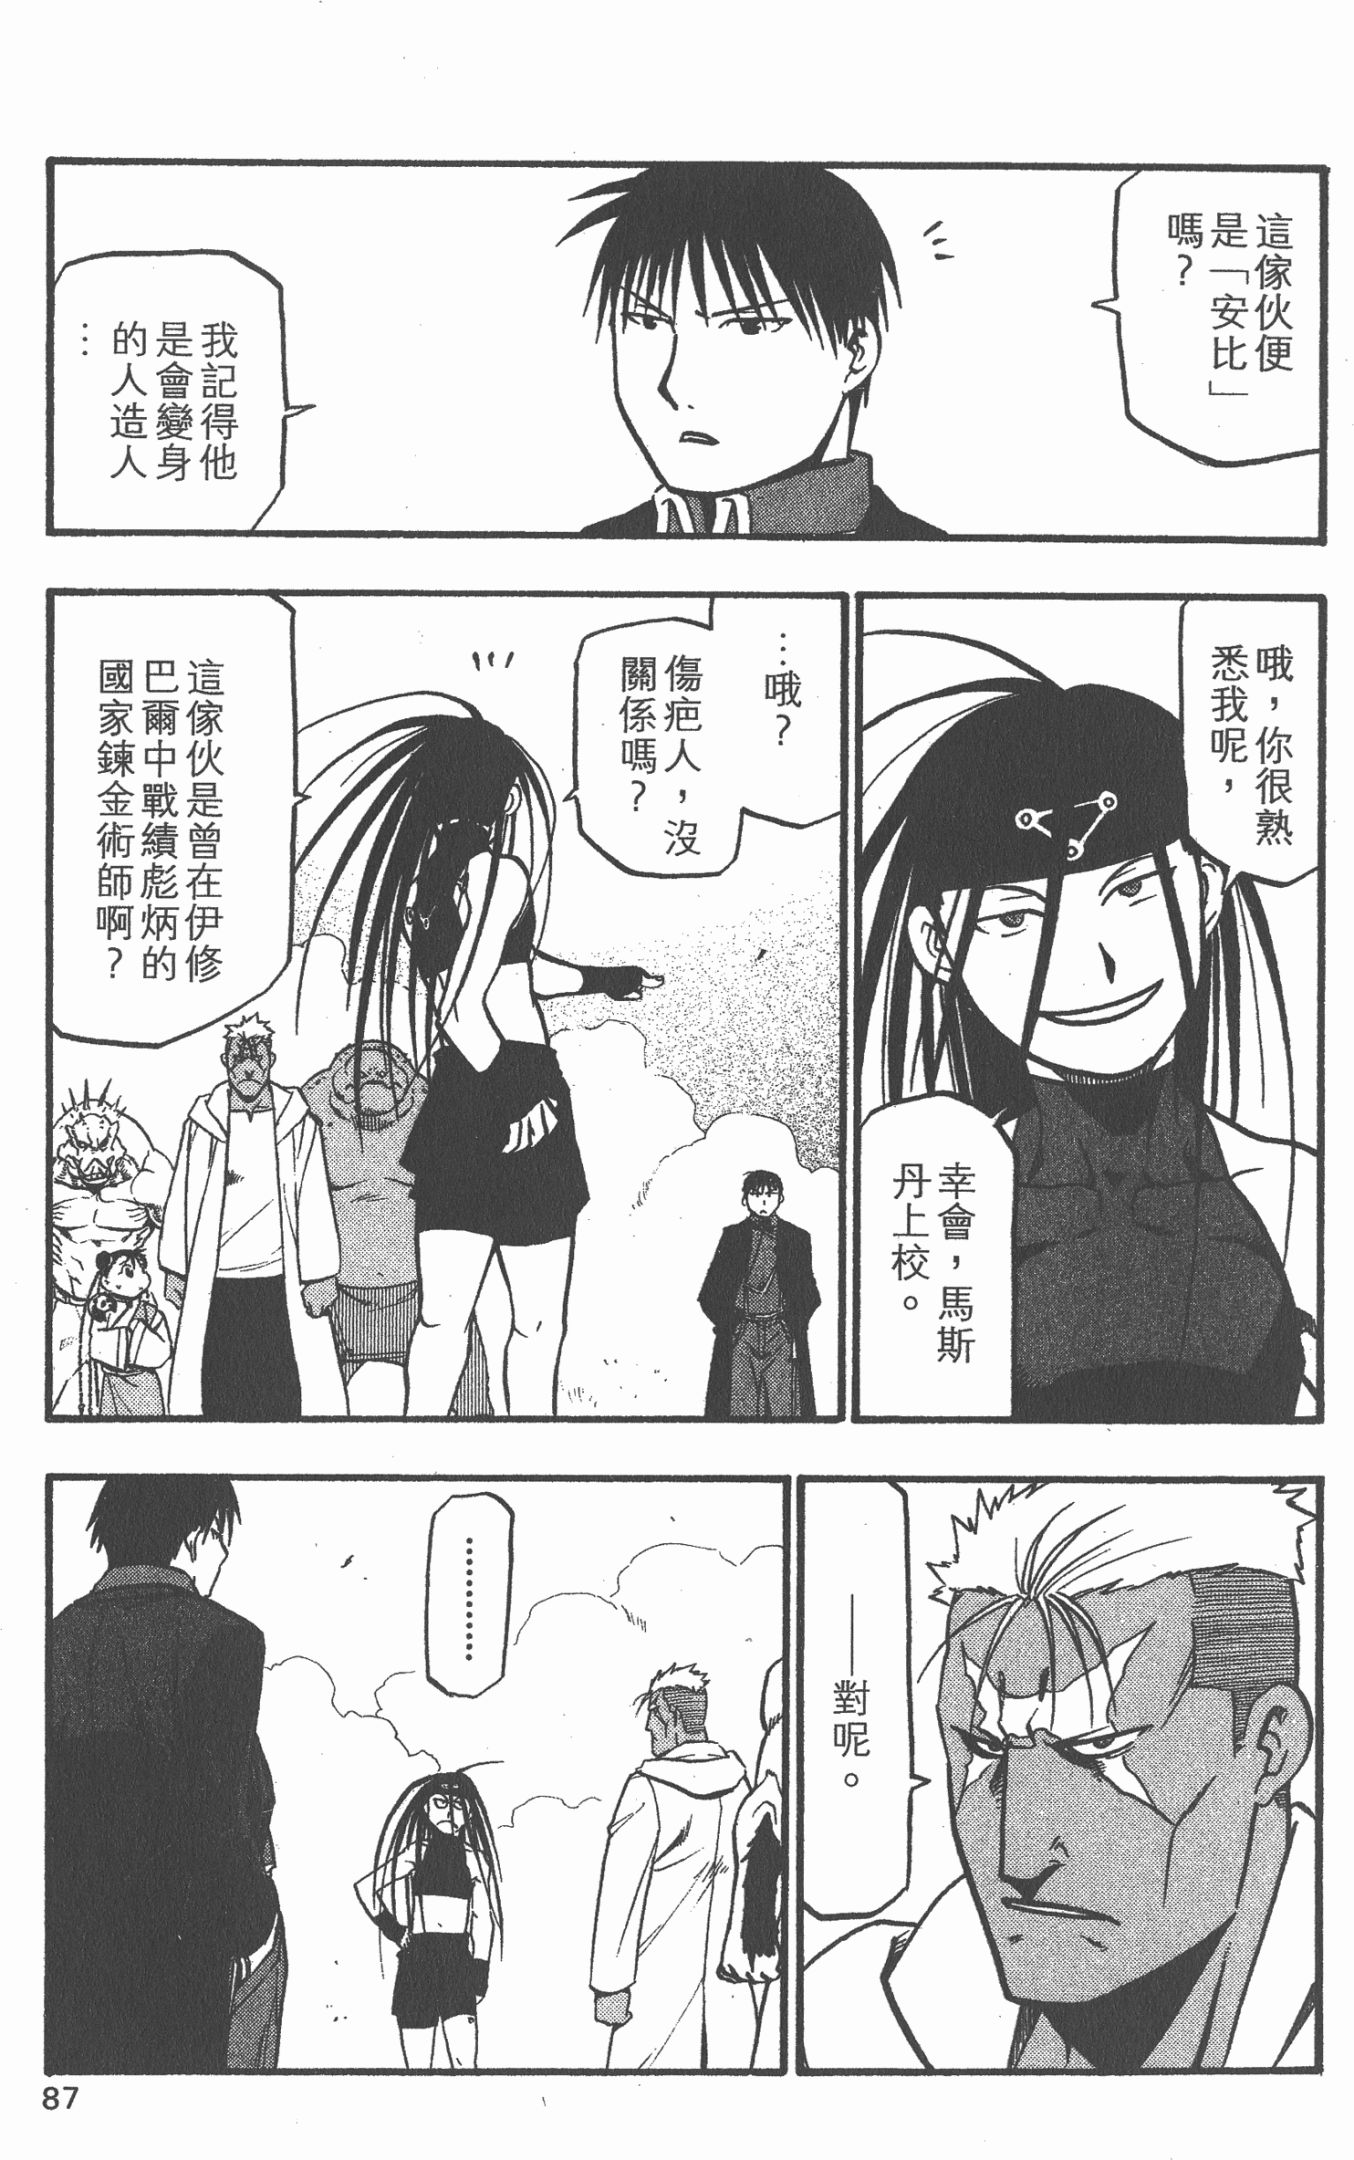 這傢伙便
是「安比」
嗎？
我記得他
是會變身
的人造人
…
哦，你很熟
悉我呢，
幸會，馬斯
丹上校。
…哦？
傷疤人，沒
關係嗎？
這傢伙是曾在伊修
巴爾中戰績彪炳的
國家鍊金術師啊？
——對呢。
…………
87